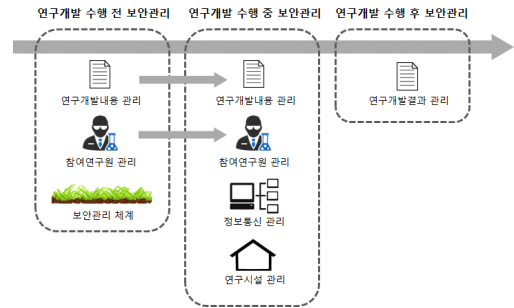 연구개발 수행 전 보안관리
연구개발 수행 중 보안관리
연구개발 수행 후 보안관리
연구개발내용 관리
연구개발내용 관리
연구개발결과 관리
참여연구원 관리
참여연구원 관리
보안관리 체계
정보통신 관리
연구시설 관리